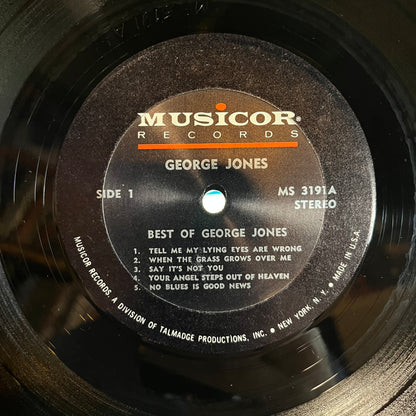 MUSICOR®
RECORDS
GEORGE JONES
SIDE 1
MS 3191A
STEREO
BEST OF GEORGE JONES
1. TELL ME MY LYING EYES ARE WRONG
2. WHEN THE GRASS GROWS OVER ME
3. SAY IT'S NOT YOU
4. YOUR ANGEL STEPS OUT OF HEAVEN
5. NO BLUES IS GOOD NEWS
MUSICOR RECORDS, A DIVISION OF TALMADGE PRODUCTIONS, INC. • NEW YORK, N. Y. • MADE IN U.S.A.